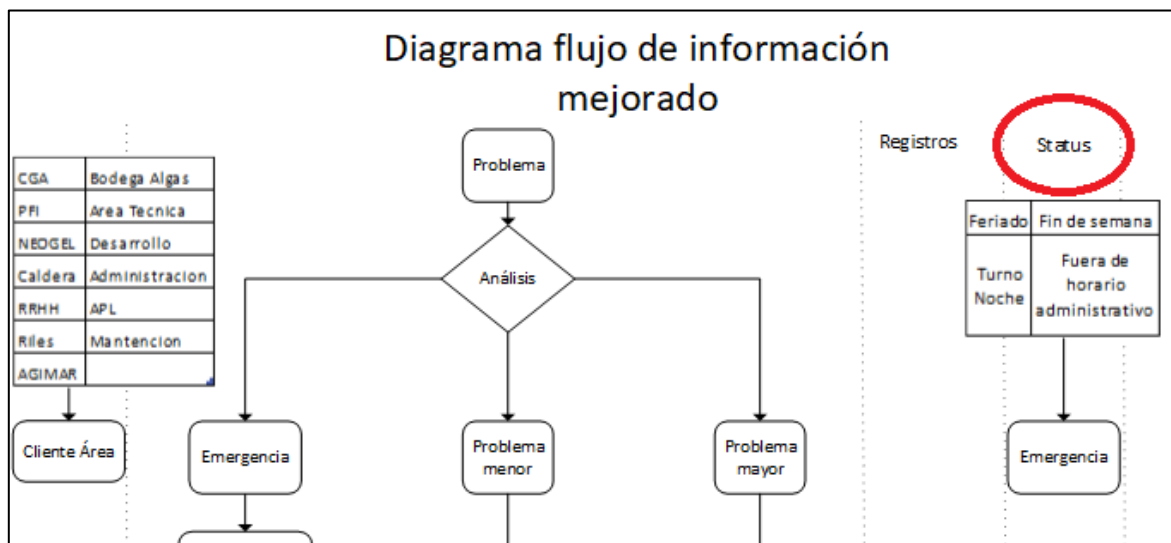 Diagrama flujo de información
mejorado
Registros
Status
Problema
CGA Bodega Algas
PFI Area Tecnica
NEOGEL Desarrollo
Caldera Administracion
RRHH APL
Riles Mantencion
AGIMAR
Feriado Fin de semana
Turno
Noche
Fuera de
horario
administrativo
Análisis
Cliente Área
Emergencia
Problema
menor
Problema
mayor
Emergencia